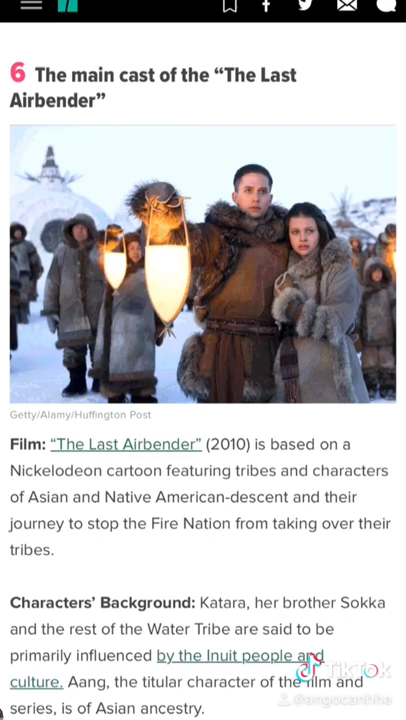 6 The main cast of the “The Last
Airbender”
Getty/Alamy/Huffington Post
Film: “The Last Airbender” (2010) is based on a
Nickelodeon cartoon featuring tribes and characters
of Asian and Native American-descent and their
journey to stop the Fire Nation from taking over their
tribes.
Characters’ Background: Katara, her brother Sokka
and the rest of the Water Tribe are said to be
primarily influenced by the Inuit people and
culture. Aang, the titular character of the film and
series, is of Asian ancestry.
TikTok
@angocanhha